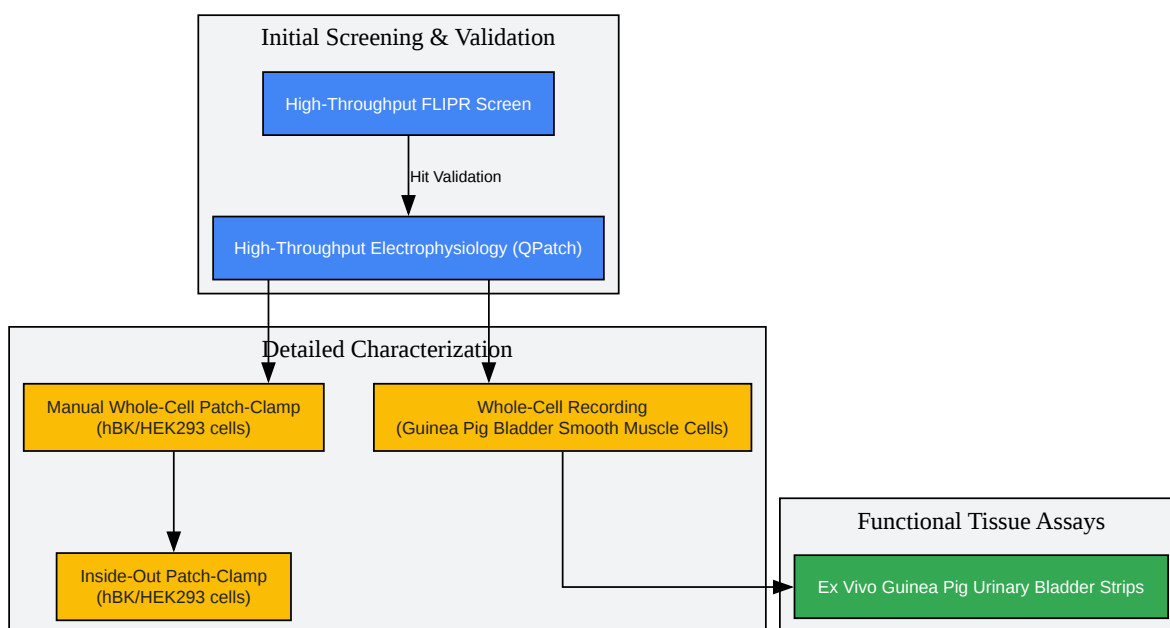 Initial Screening & Validation
High-Throughput FLIPR Screen
Hit Validation
High-Throughput Electrophysiology (QPatch)
Detailed Characterization
Manual Whole-Cell Patch-Clamp
(hBK/HEK293 cells)
Whole-Cell Recording
(Guinea Pig Bladder Smooth Muscle Cells)
Inside-Out Patch-Clamp
(hBK/HEK293 cells)
Functional Tissue Assays
Ex Vivo Guinea Pig Urinary Bladder Strips